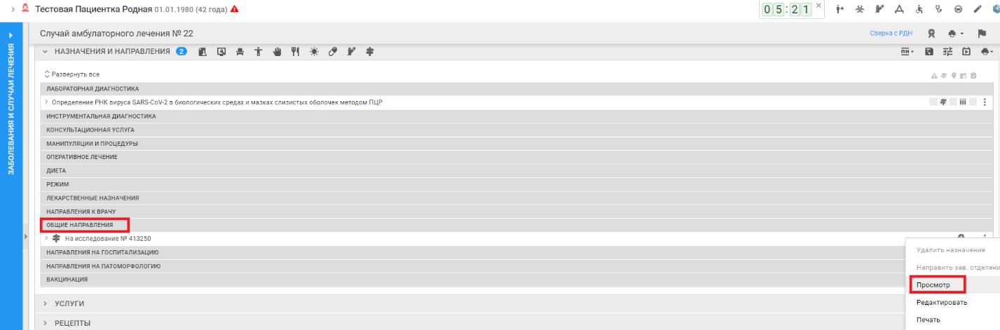 Тестовая Пациентка Родная 01.01.1980 (42 года)
05:21
Случай амбулаторного лечения № 22
Сверка с РДН
ЗАБОЛЕВАНИЯ И СЛУЧАИ ЛЕЧЕНИЯ
НАЗНАЧЕНИЯ И НАПРАВЛЕНИЯ 2
ПН
Развернуть все
ЛАБОРАТОРНАЯ ДИАГНОСТИКА
Определение РНК вируса SARS-CoV-2 в биологических средах и мазках слизистых оболочек методом ПЦР
ИНСТРУМЕНТАЛЬНАЯ ДИАГНОСТИКА
КОНСУЛЬТАЦИОННАЯ УСЛУГА
МАНИПУЛЯЦИИ И ПРОЦЕДУРЫ
ОПЕРАТИВНОЕ ЛЕЧЕНИЕ
ДИЕТА
РЕЖИМ
ЛЕКАРСТВЕННЫЕ НАЗНАЧЕНИЯ
НАПРАВЛЕНИЯ К ВРАЧУ
ОБЩИЕ НАПРАВЛЕНИЯ
На исследование № 413250
НАПРАВЛЕНИЯ НА ГОСПИТАЛИЗАЦИЮ
НАПРАВЛЕНИЯ НА ПАТОМОРФОЛОГИЮ
ВАКЦИНАЦИЯ
Удалить назначение
Направить зав. отделени
Просмотр
Редактировать
Печать
УСЛУГИ
РЕЦЕПТЫ